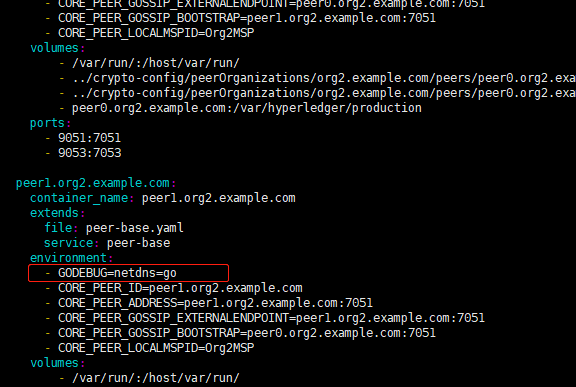 - CORE_PEER_GOSSIP_EXTERNALENDPOINT=peer0.org2.example.com:7051
- CORE_PEER_GOSSIP_BOOTSTRAP=peer1.org2.example.com:7051
- CORE_PEER_LOCALMSPID=Org2MSP
volumes:
- /var/run/:/host/var/run/
- ../crypto-config/peerOrganizations/org2.example.com/peers/peer0.org2.exa
- ../crypto-config/peerOrganizations/org2.example.com/peers/peer0.org2.exa
- peer0.org2.example.com:/var/hyperledger/production
ports:
- 9051:7051
- 9053:7053
peer1.org2.example.com:
container_name: peer1.org2.example.com
extends:
file: peer-base.yaml
service: peer-base
environment:
- GODEBUG=netdns=go
- CORE_PEER_ID=peer1.org2.example.com
- CORE_PEER_ADDRESS=peer1.org2.example.com:7051
- CORE_PEER_GOSSIP_EXTERNALENDPOINT=peer1.org2.example.com:7051
- CORE_PEER_GOSSIP_BOOTSTRAP=peer0.org2.example.com:7051
- CORE_PEER_LOCALMSPID=Org2MSP
volumes:
- /var/run/:/host/var/run/